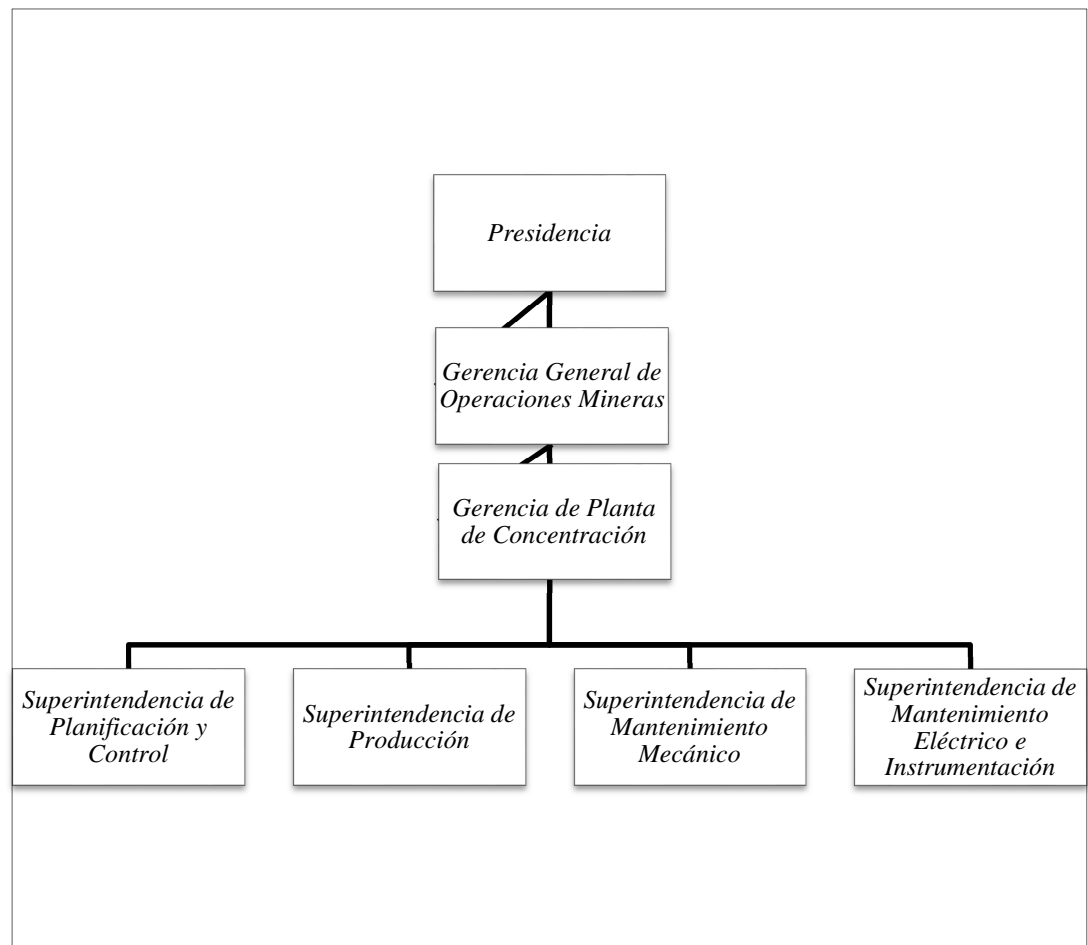 Presidencia
Gerencia General de
Operaciones Mineras
Gerencia de Planta
de Concentración
Superintendencia de
Planificación y
Control
Superintendencia de
Producción
Superintendencia de
Mantenimiento
Mecánico
Superintendencia de
Mantenimiento
Eléctrico e
Instrumentación